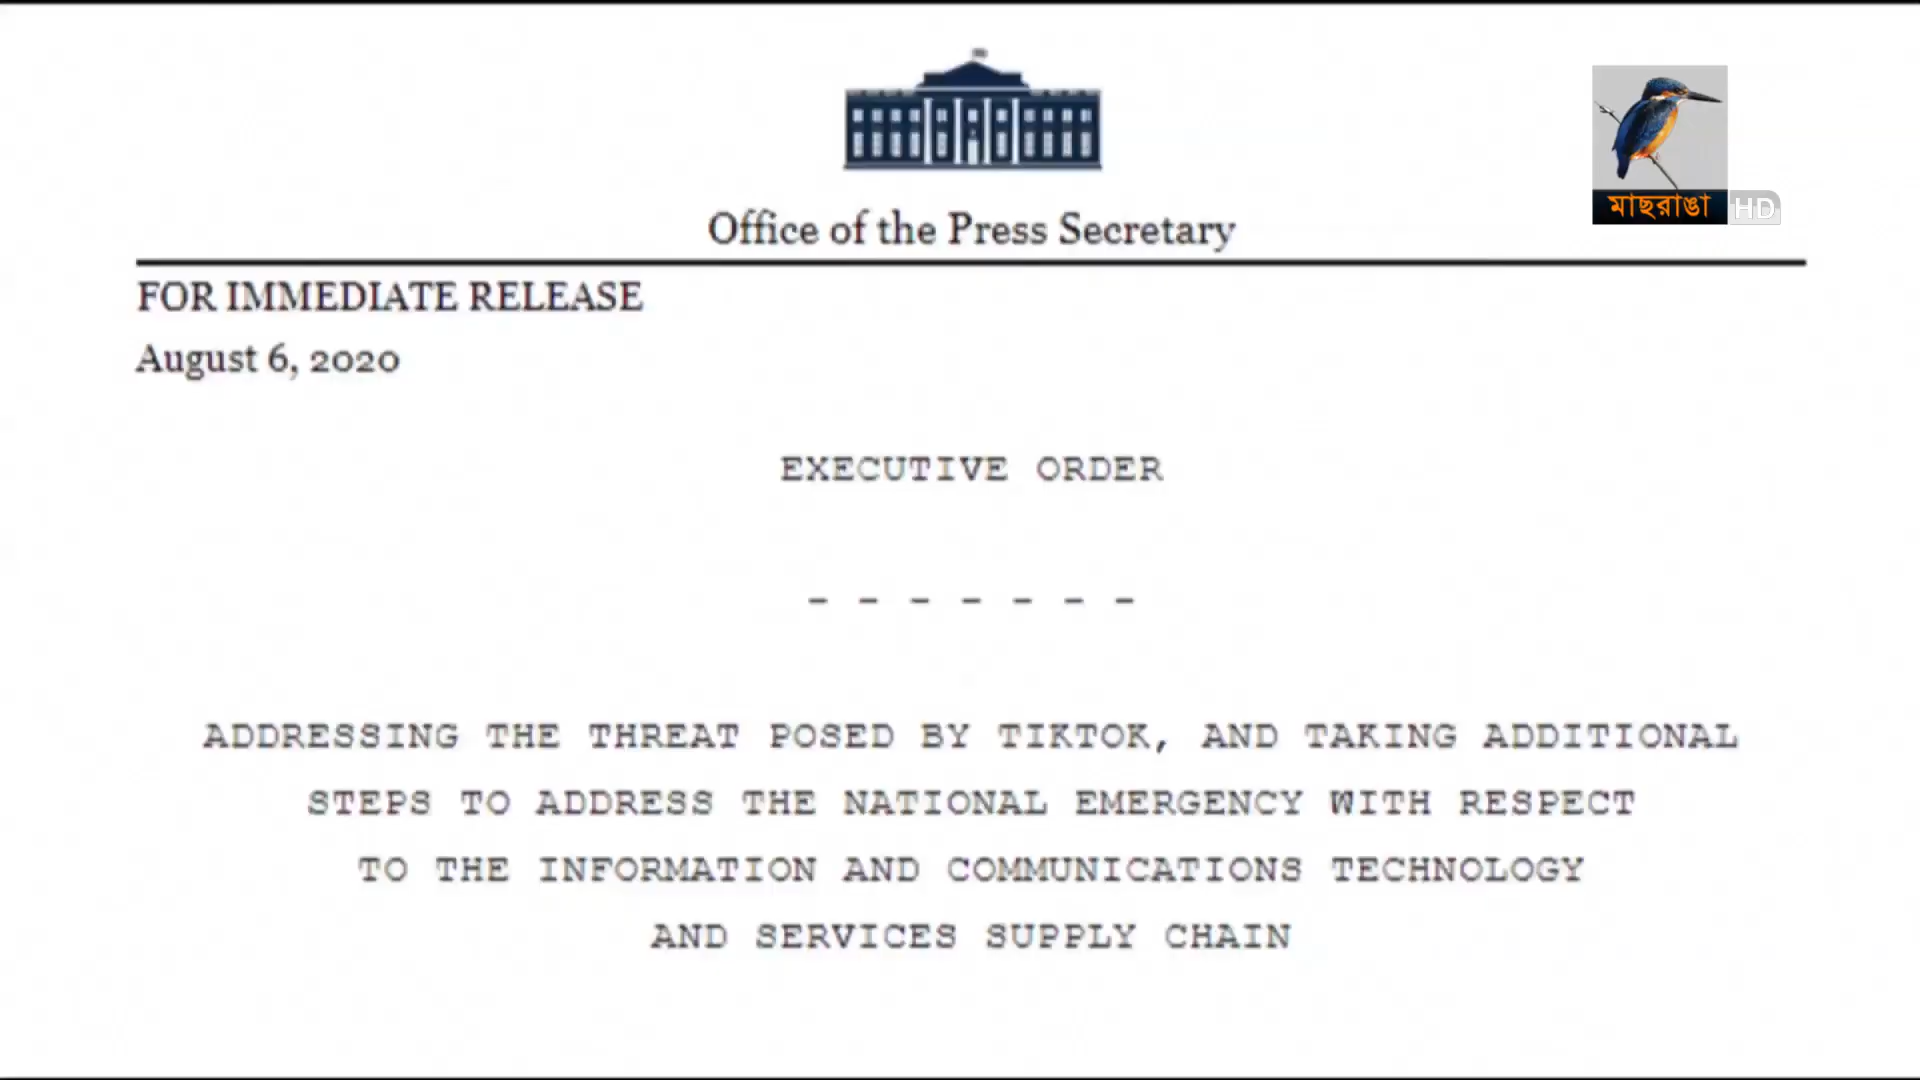 মাছরাঙা HD
Office of the Press Secretary
FOR IMMEDIATE RELEASE
August 6, 2020
EXECUTIVE ORDER
- - - - - - -
ADDRESSING THE THREAT POSED BY TIKTOK, AND TAKING ADDITIONAL
STEPS TO ADDRESS THE NATIONAL EMERGENCY WITH RESPECT
TO THE INFORMATION AND COMMUNICATIONS TECHNOLOGY
AND SERVICES SUPPLY CHAIN